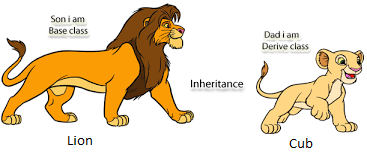 Son i am
Base class
Dad i am
Derive class
Inheritance
Lion
Cub